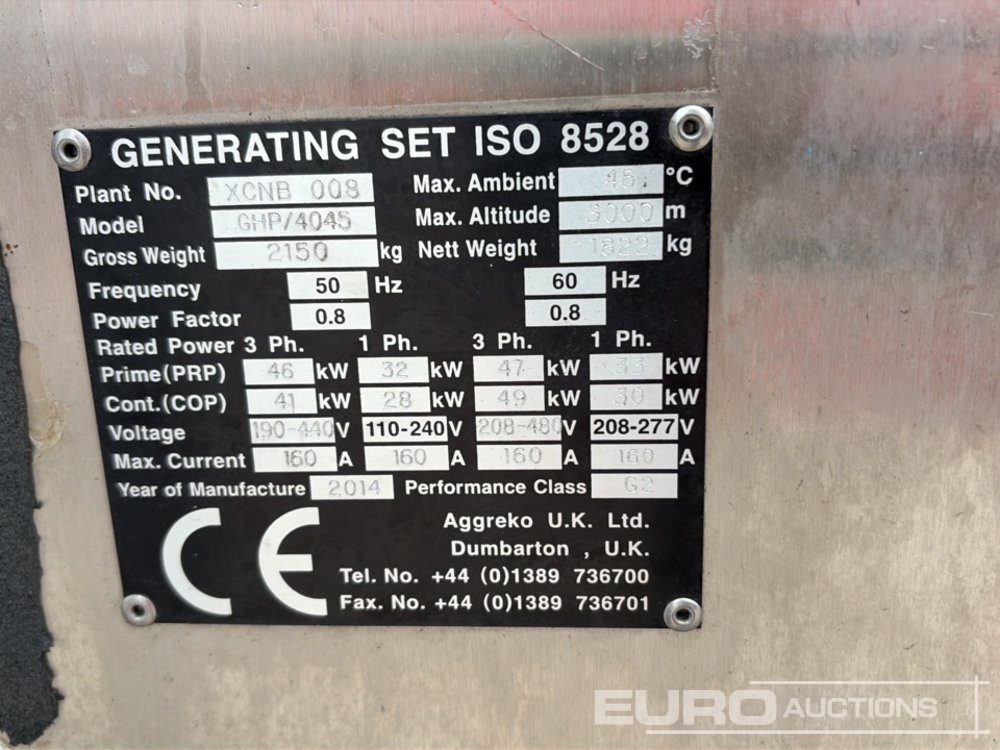 GENERATING SET ISO 8528
Plant No. XCNB 008 Max. Ambient 45. °C
Model GHP/4045 Max. Altitude 3000 m
Gross Weight 2150 kg Nett Weight 1822 kg
Frequency 50 Hz 60 Hz
Power Factor 0.8 0.8
Rated Power 3 Ph. 1 Ph. 3 Ph. 1 Ph.
Prime(PRP) 46 kW 32 kW 47 kW 33 kW
Cont.(COP) 41 kW 28 kW 49 kW 30 kW
Voltage 190-440 V 110-240 V 208-480 V 208-277 V
Max. Current 160 A 160 A 160 A 160 A
Year of Manufacture 2014 Performance Class G2
CE
Aggreko U.K. Ltd.
Dumbarton , U.K.
Tel. No. +44 (0)1389 736700
Fax. No. +44 (0)1389 736701
EURO AUCTIONS